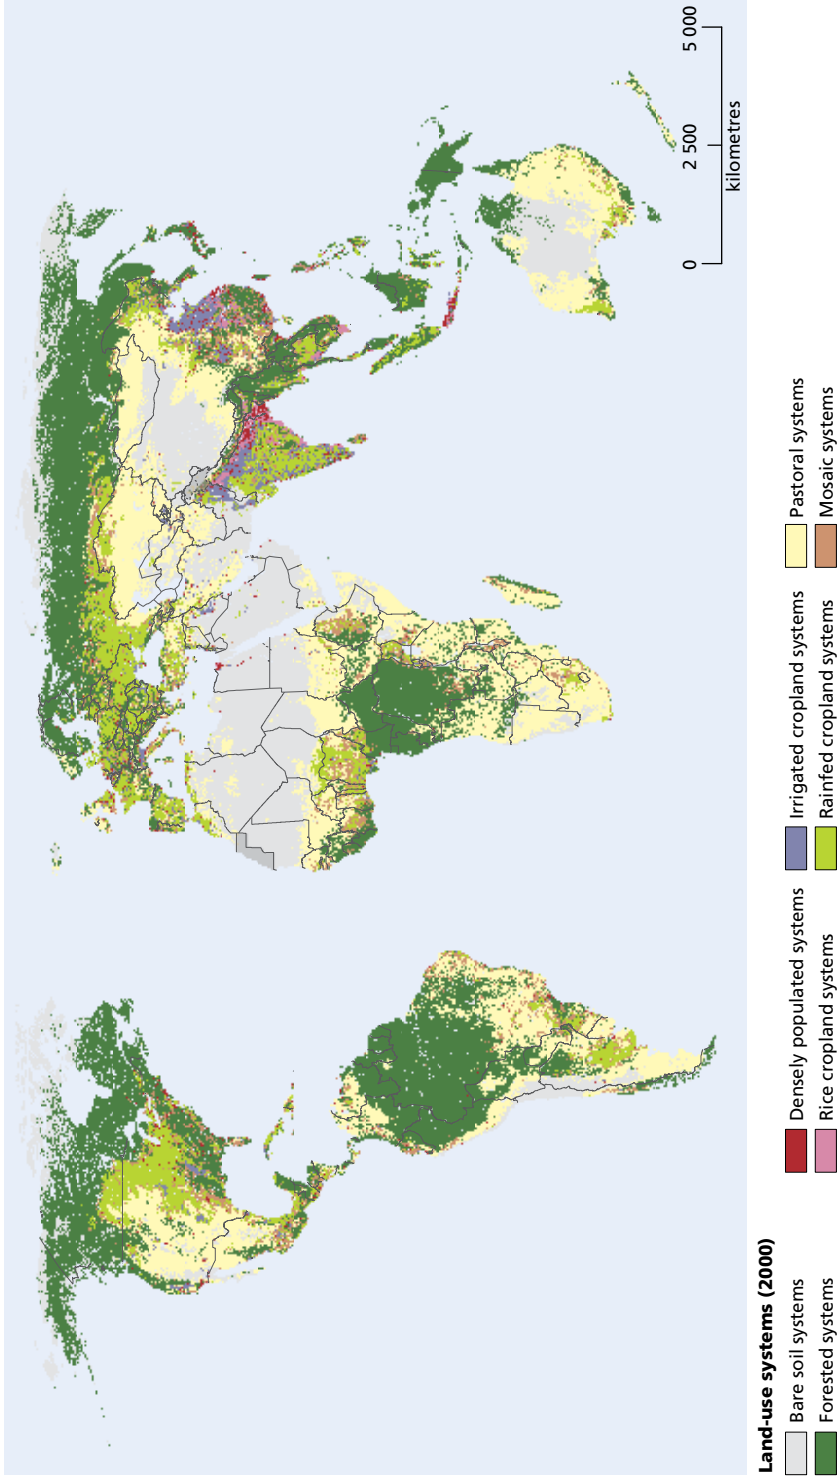 0 2 500 5 000
kilometres
Land-use systems (2000)
Bare soil systems
Densely populated systems
Irrigated cropland systems
Pastoral systems
Forested systems
Rice cropland systems
Rainfed cropland systems
Mosaic systems